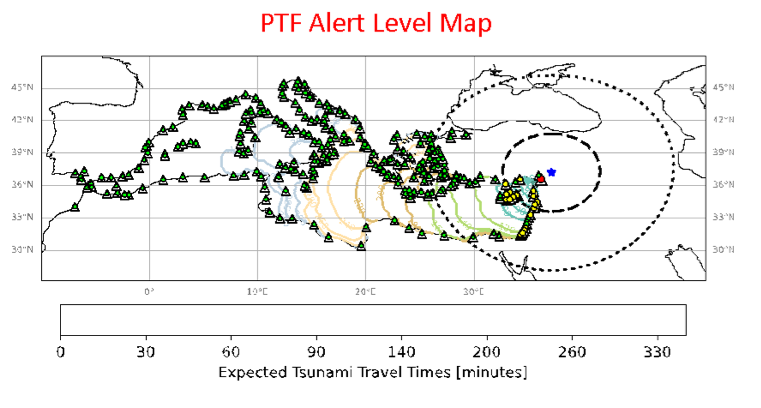 PTF Alert Level Map
45°N 45°N
42°N 42°N
39°N 39°N
36°N 36°N
33°N 33°N
30°N 30°N
0° 10°E 20°E 30°E
0 30 60 90 140 200 260 330
Expected Tsunami Travel Times [minutes]